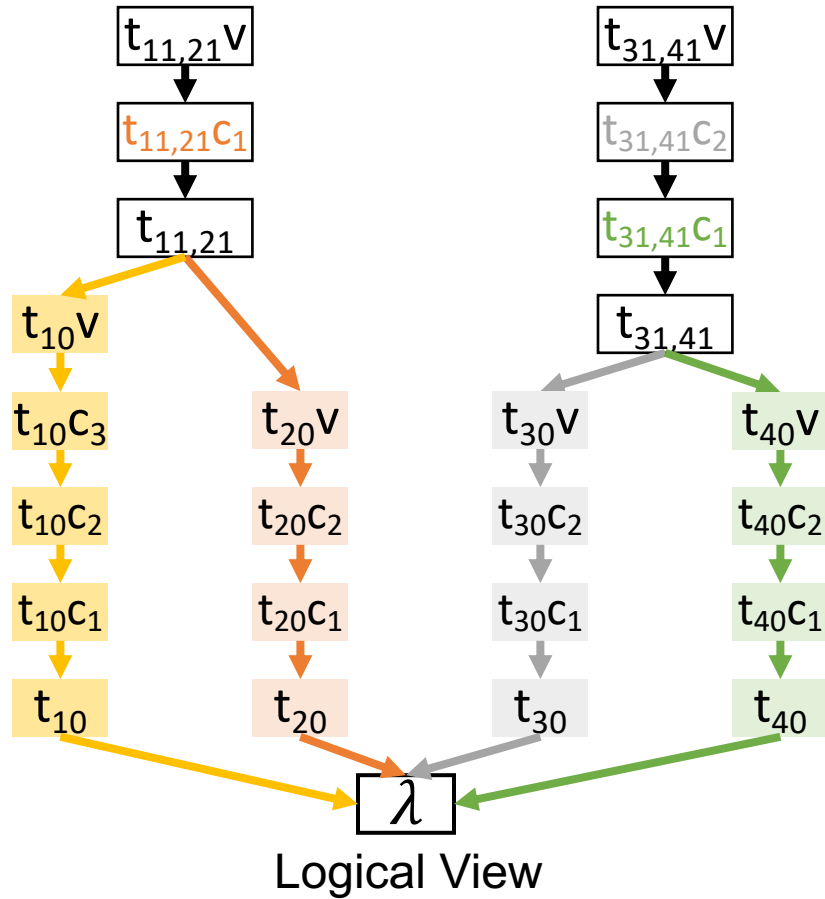 t₁₁,₂₁v
t₃₁,₄₁v
t₁₁,₂₁c₁
t₃₁,₄₁c₂
t₁₁,₂₁
t₃₁,₄₁c₁
t₁₀v
t₃₁,₄₁
t₁₀c₃
t₂₀v
t₃₀v
t₄₀v
t₁₀c₂
t₂₀c₂
t₃₀c₂
t₄₀c₂
t₁₀c₁
t₂₀c₁
t₃₀c₁
t₄₀c₁
t₁₀
t₂₀
t₃₀
t₄₀
λ
Logical View